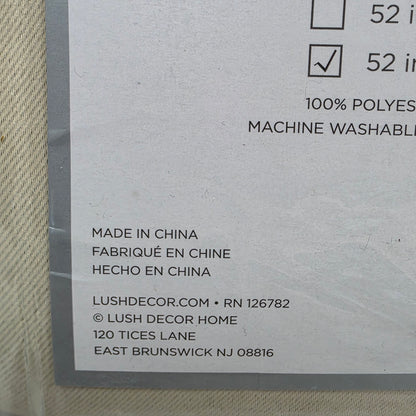 52 i
52 in
100% POLYES
MACHINE WASHABLE
MADE IN CHINA
FABRIQUÉ EN CHINE
HECHO EN CHINA
LUSHDECOR.COM • RN 126782
© LUSH DECOR HOME
120 TICES LANE
EAST BRUNSWICK NJ 08816